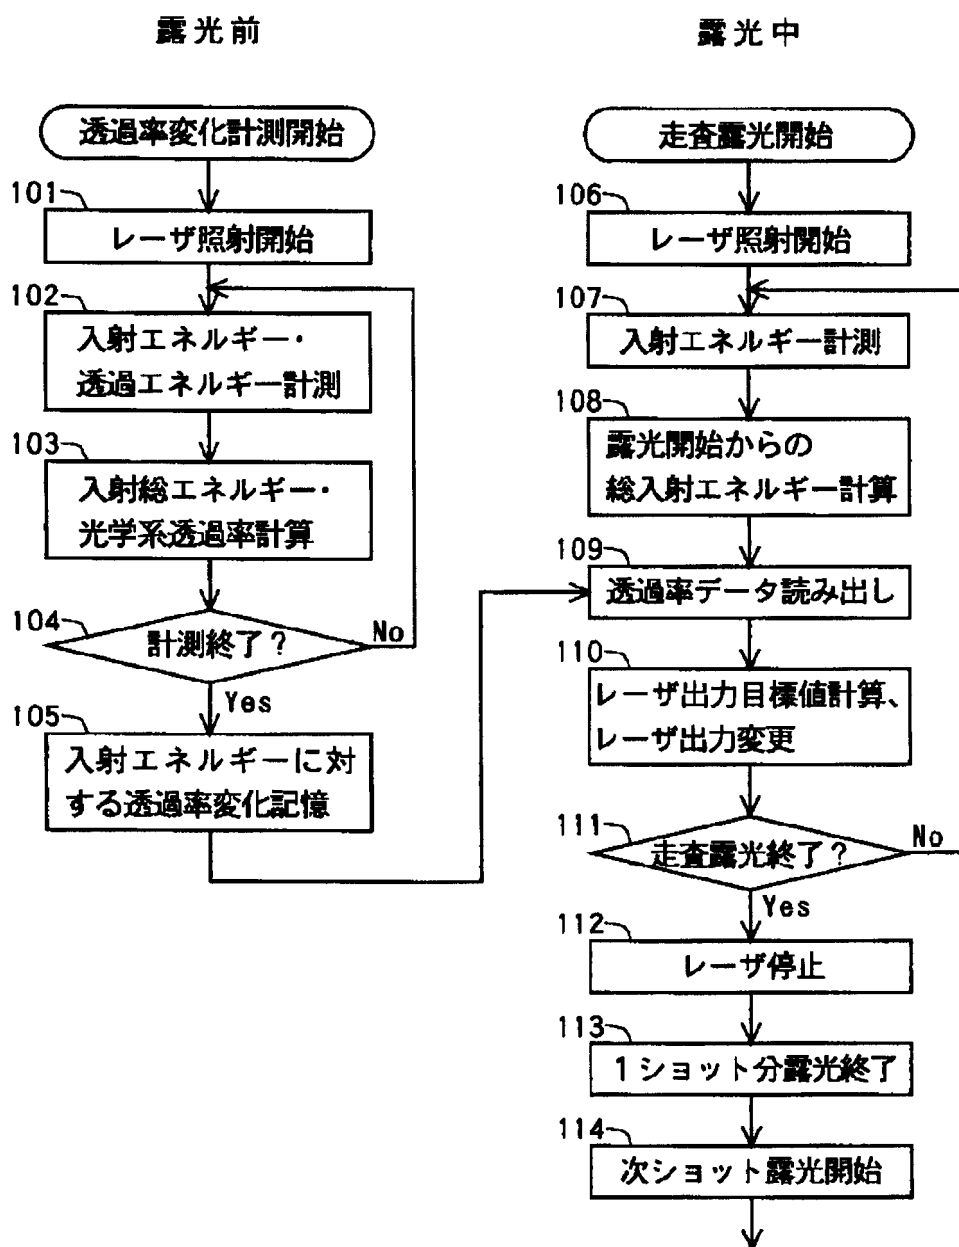 露光前
透過率変化計測開始
101
レーザ照射開始
102
入射エネルギー・
透過エネルギー計測
103
入射総エネルギー・
光学系透過率計算
104
計測終了？
No
Yes
105
入射エネルギーに対
する透過率変化記憶
露光中
走査露光開始
106
レーザ照射開始
107
入射エネルギー計測
108
露光開始からの
総入射エネルギー計算
109
透過率データ読み出し
110
レーザ出力目標値計算、
レーザ出力変更
111
走査露光終了？
No
Yes
112
レーザ停止
113
1ショット分露光終了
114
次ショット露光開始